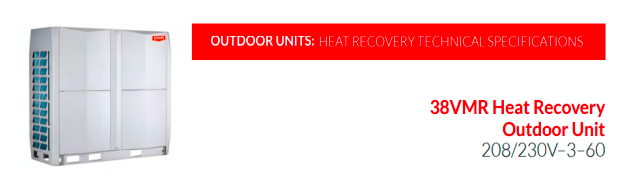 OUTDOOR UNITS: HEAT RECOVERY TECHNICAL SPECIFICATIONS
38VMR Heat Recovery
Outdoor Unit
208/230V–3–60